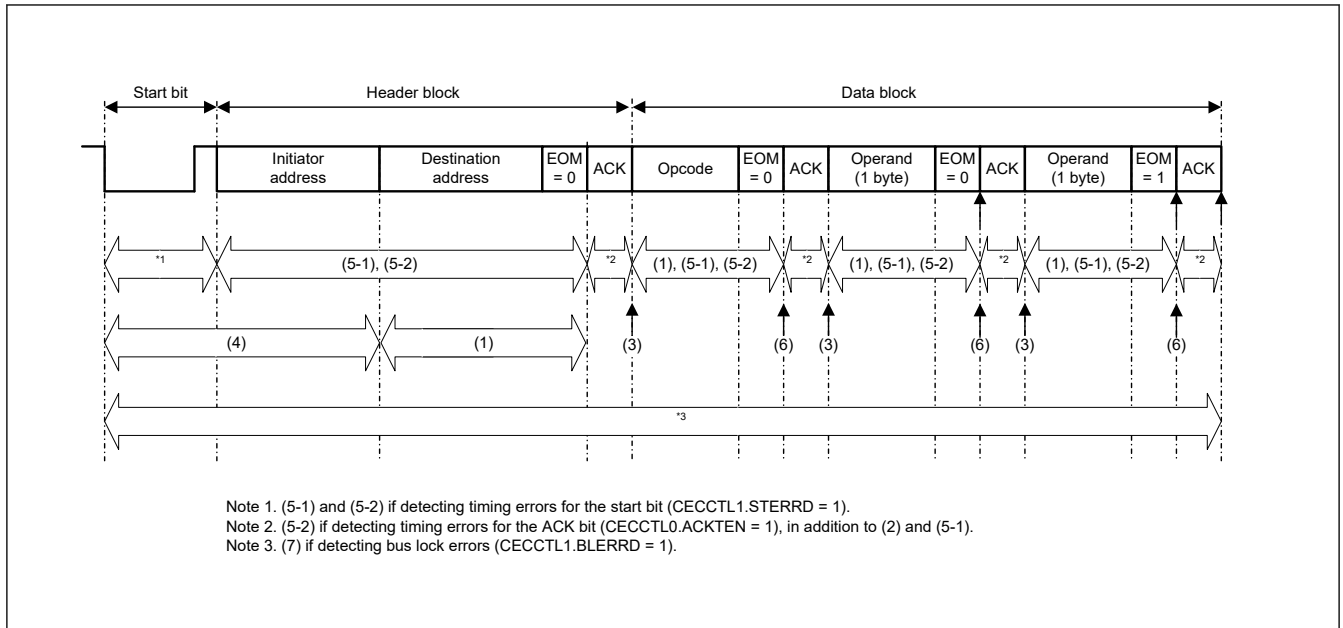 Start bit
Header block
Data block
Initiator
address
Destination
address
EOM
= 0
ACK
Opcode
EOM
= 0
ACK
Operand
(1 byte)
EOM
= 0
ACK
Operand
(1 byte)
EOM
= 1
ACK
*1
(5-1), (5-2)
*2
(1), (5-1), (5-2)
*2
(1), (5-1), (5-2)
*2
(1), (5-1), (5-2)
*2
(4)
(1)
(3)
(6)
(3)
(6)
(3)
(6)
*3
Note 1. (5-1) and (5-2) if detecting timing errors for the start bit (CECCTL1.STERRD = 1).
Note 2. (5-2) if detecting timing errors for the ACK bit (CECCTL0.ACKTEN = 1), in addition to (2) and (5-1).
Note 3. (7) if detecting bus lock errors (CECCTL1.BLERRD = 1).